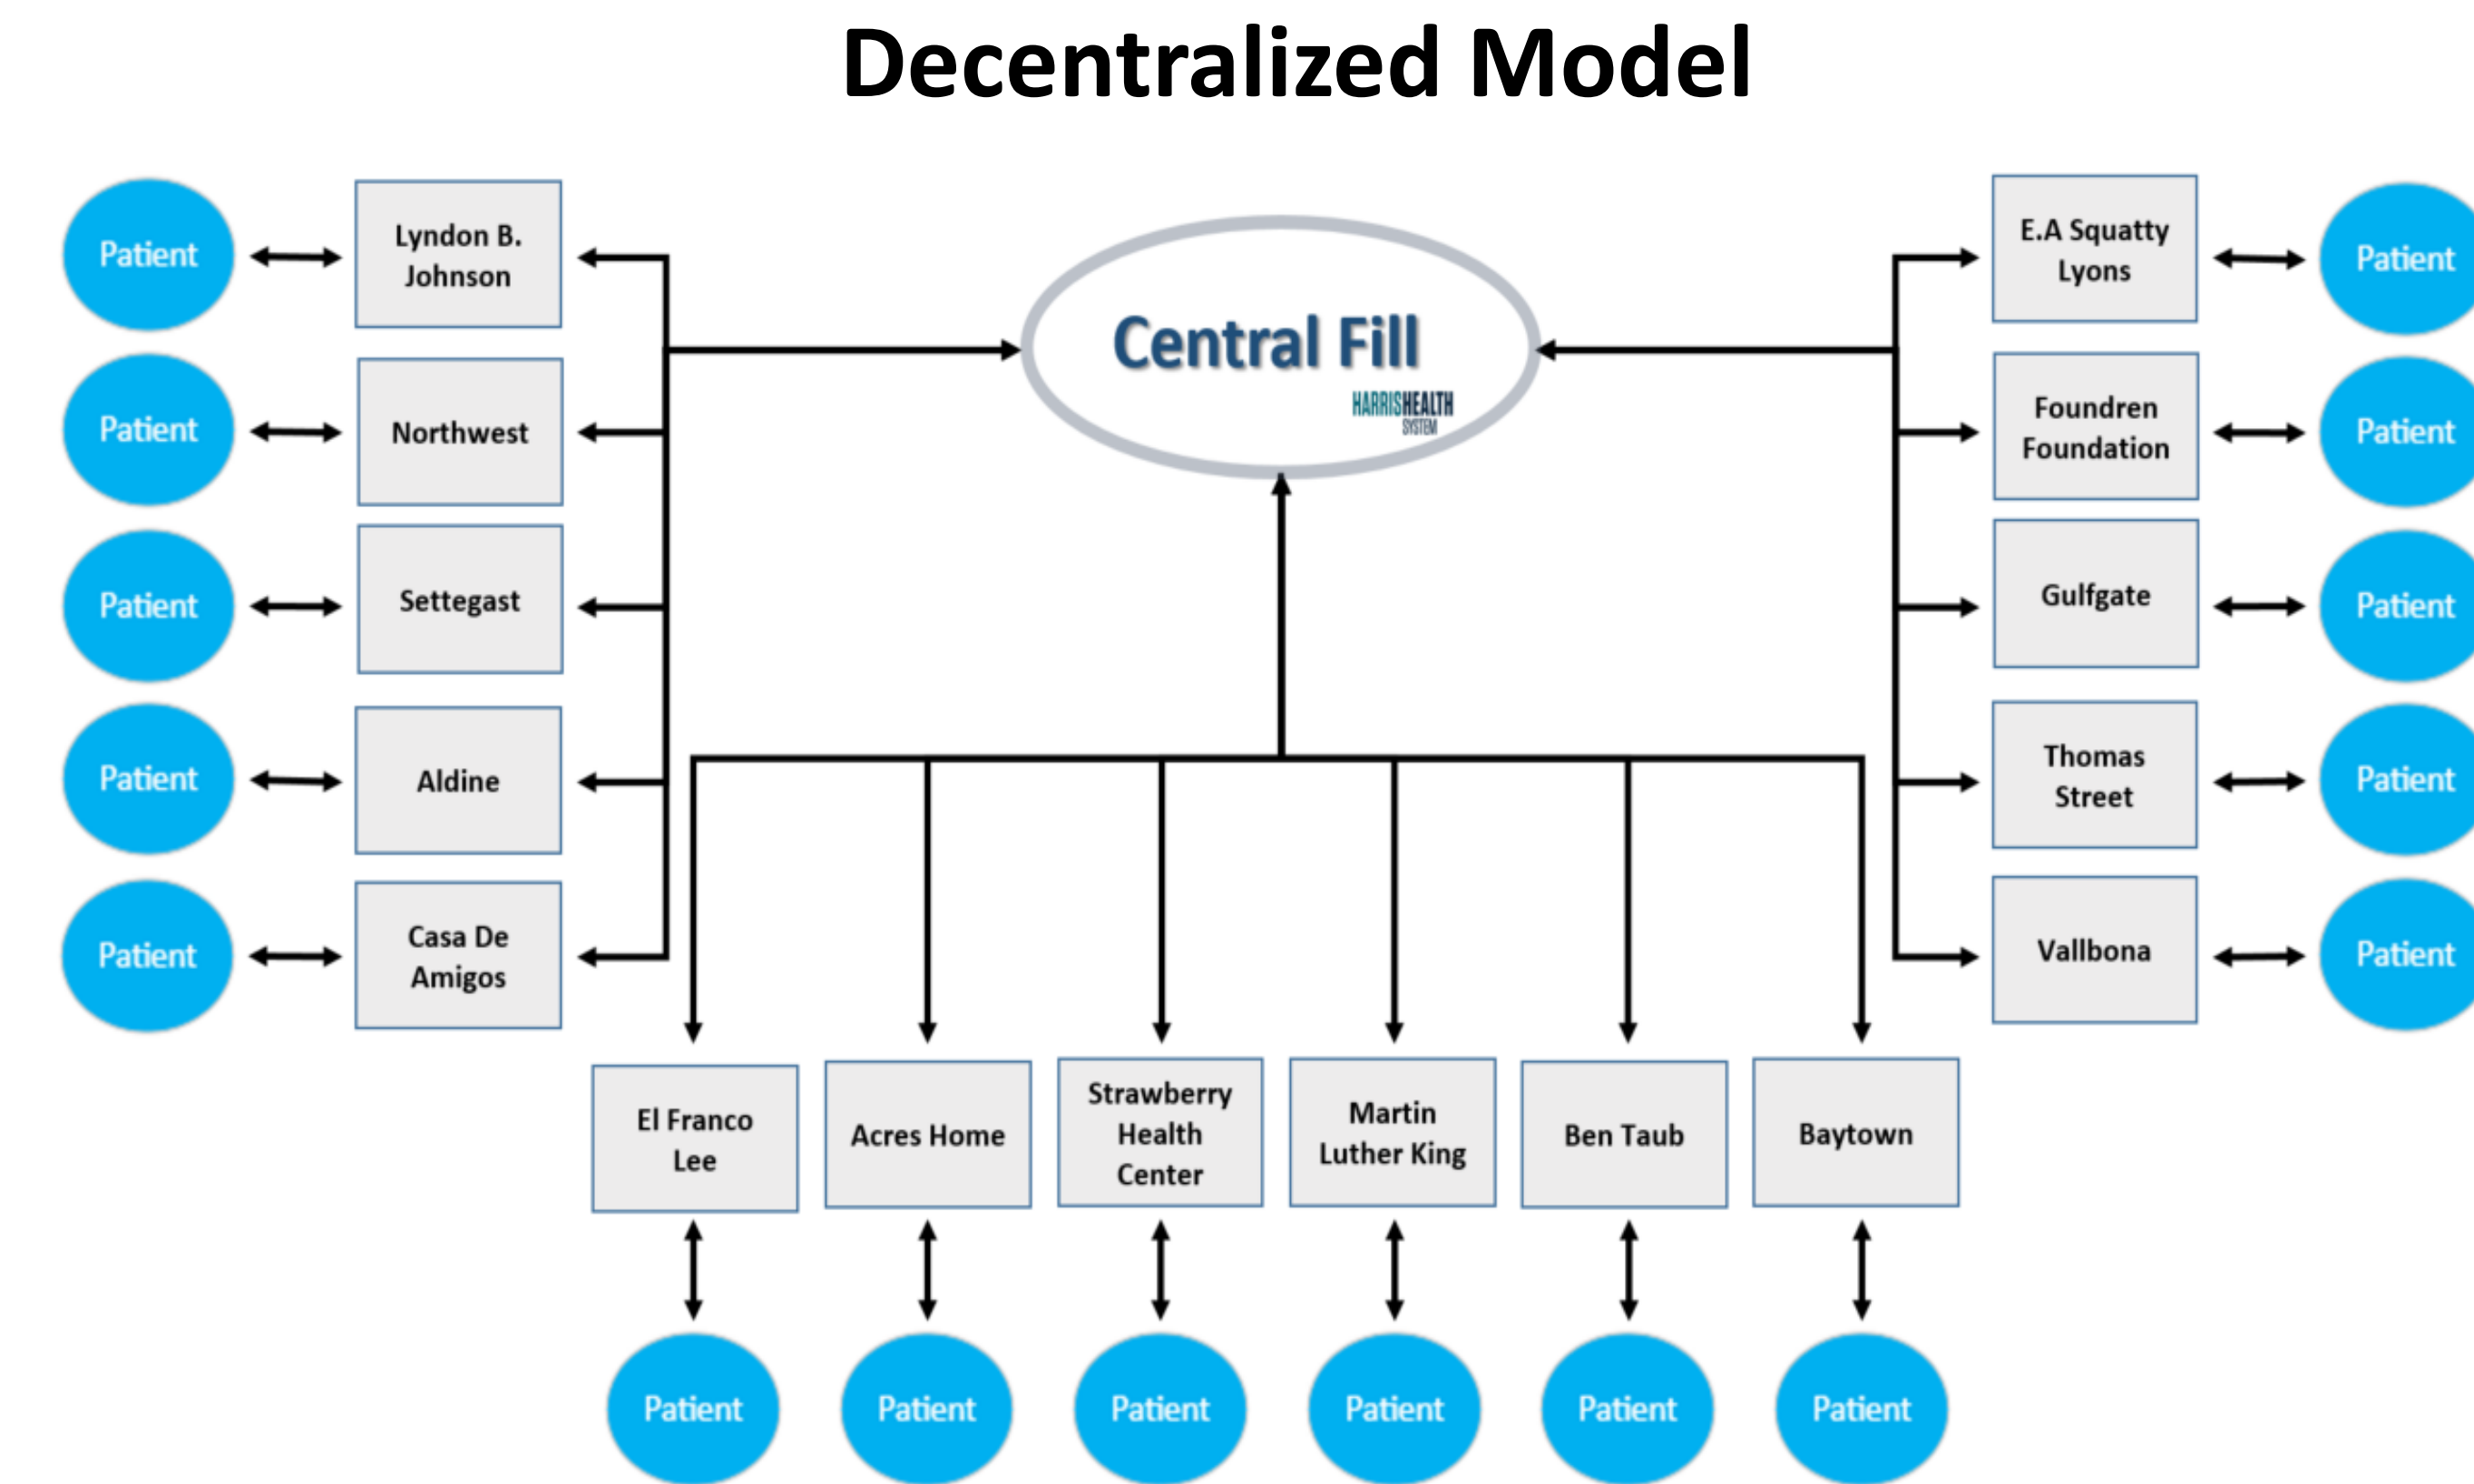 Decentralized Model
Patient
Lyndon B.
Johnson
Central Fill
HARRISHEALTH
SYSTEM
E.A Squatty
Lyons
Patient
Patient
Northwest
Foundren
Foundation
Patient
Patient
Settegast
Gulfgate
Patient
Patient
Aldine
Thomas
Street
Patient
Patient
Casa De
Amigos
Vallbona
Patient
El Franco
Lee
Acres Home
Strawberry
Health
Center
Martin
Luther King
Ben Taub
Baytown
Patient
Patient
Patient
Patient
Patient
Patient